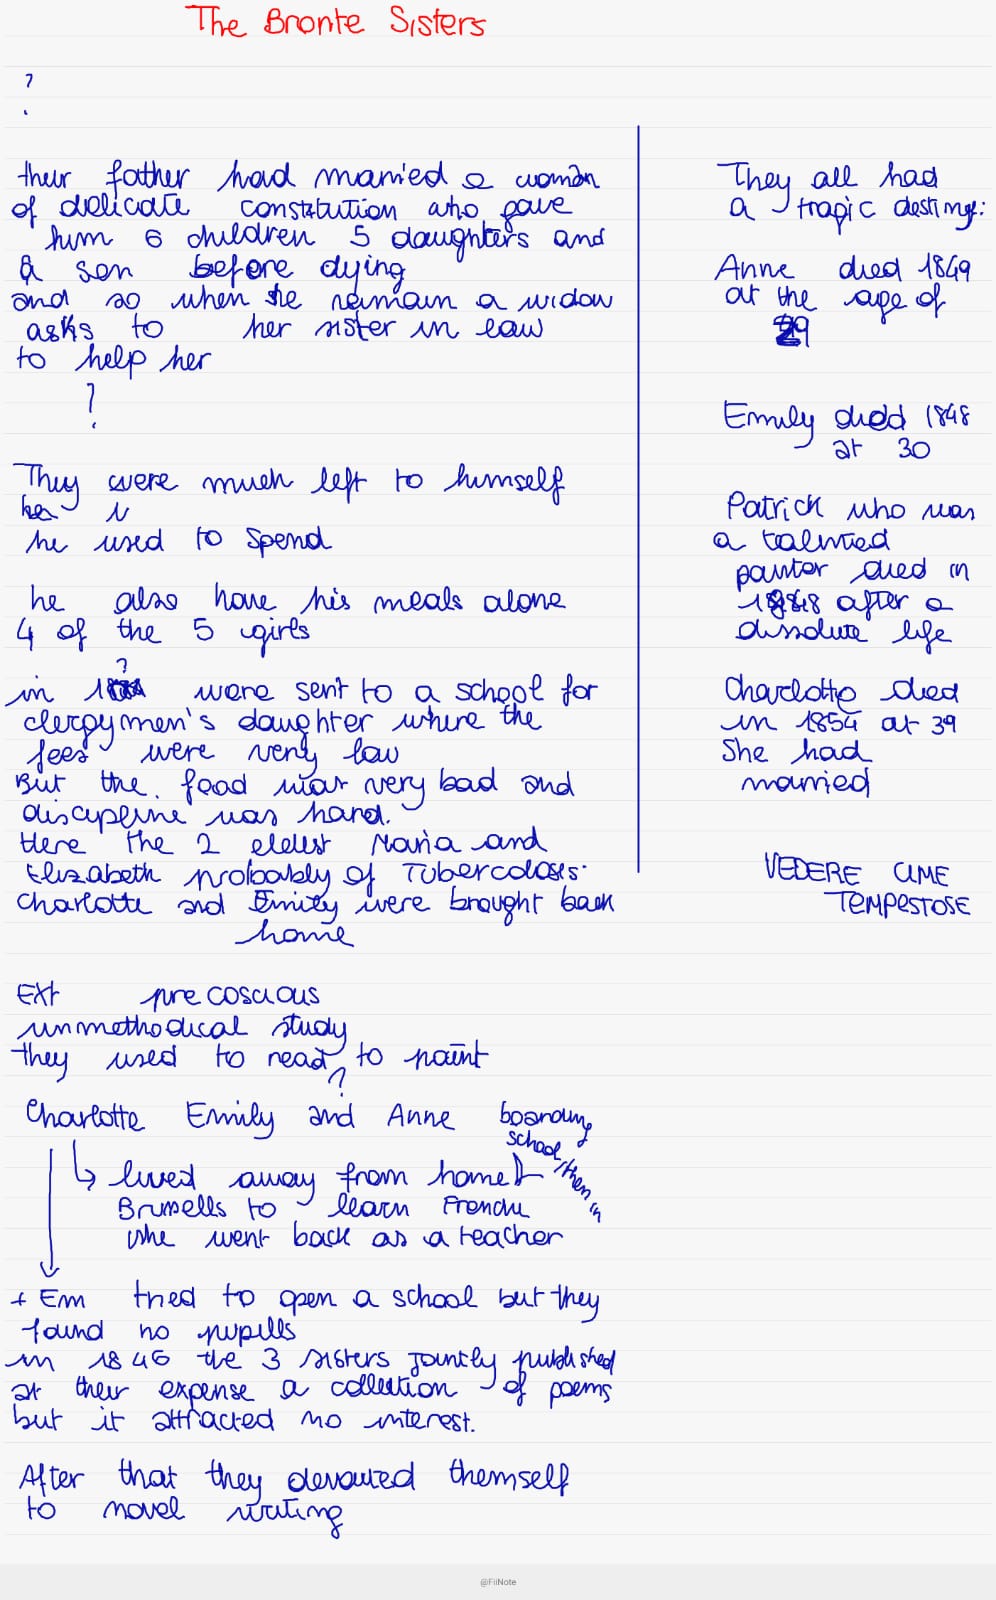 The Bronte Sisters
?
their father had married a woman
of delicate constitution who gave
him 6 children 5 daughters and
a son before dying
and so when she remain a widow
asks to her sister in law
to help her
?
They were much left to himself
he used to spend
he also have his meals alone
4 of the 5 girls
?
in were sent to a school for
clergymen's daughter where the
fees were very low
But the food was very bad and
discipline was hard.
Here the 2 eldest Maria and
Elizabeth probably of Tubercolosis.
Charlotte and Emily were brought back
home
Ext precoscious
unmethodical study
they used to read, to paint
?
Charlotte Emily and Anne boarding
school / then in
lived away from home
Brussells to learn French
she went back as a teacher
+ Em tried to open a school but they
found no pupills
in 1846 the 3 sisters jointly published
at their expense a collection of poems
but it attracted no interest.
After that they devouted themself
to novel writing
They all had
a tragic destiny:
Anne died 1849
at the age of
29
Emily died 1848
at 30
Patrick who was
a talented
painter died in
1848 after a
dissolute life
Charlotte died
in 1854 at 39
She had
married
VEDERE CIME
TEMPESTOSE
@FiiNote